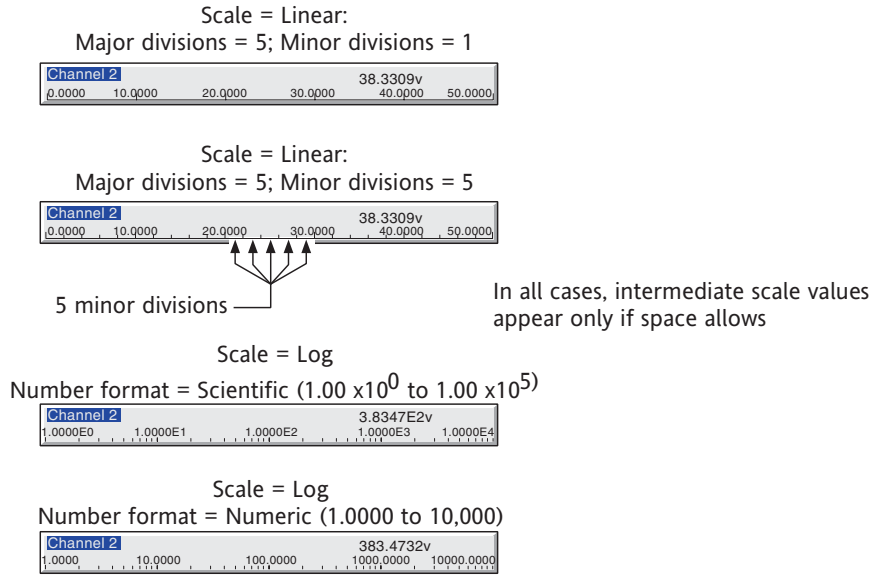 Scale = Linear:
Major divisions = 5; Minor divisions = 1
Channel 2 38.3309v
0.0000 10.0000 20.0000 30.0000 40.0000 50.0000
Scale = Linear:
Major divisions = 5; Minor divisions = 5
Channel 2 38.3309v
0.0000 10.0000 20.0000 30.0000 40.0000 50.0000
5 minor divisions
In all cases, intermediate scale values
appear only if space allows
Scale = Log
Number format = Scientific (1.00 x10⁰ to 1.00 x10⁵⁾
Channel 2 3.8347E2v
1.0000E0 1.0000E1 1.0000E2 1.0000E3 1.0000E4
Scale = Log
Number format = Numeric (1.0000 to 10,000)
Channel 2 383.4732v
1.0000 10.0000 100.0000 1000.0000 10000.0000